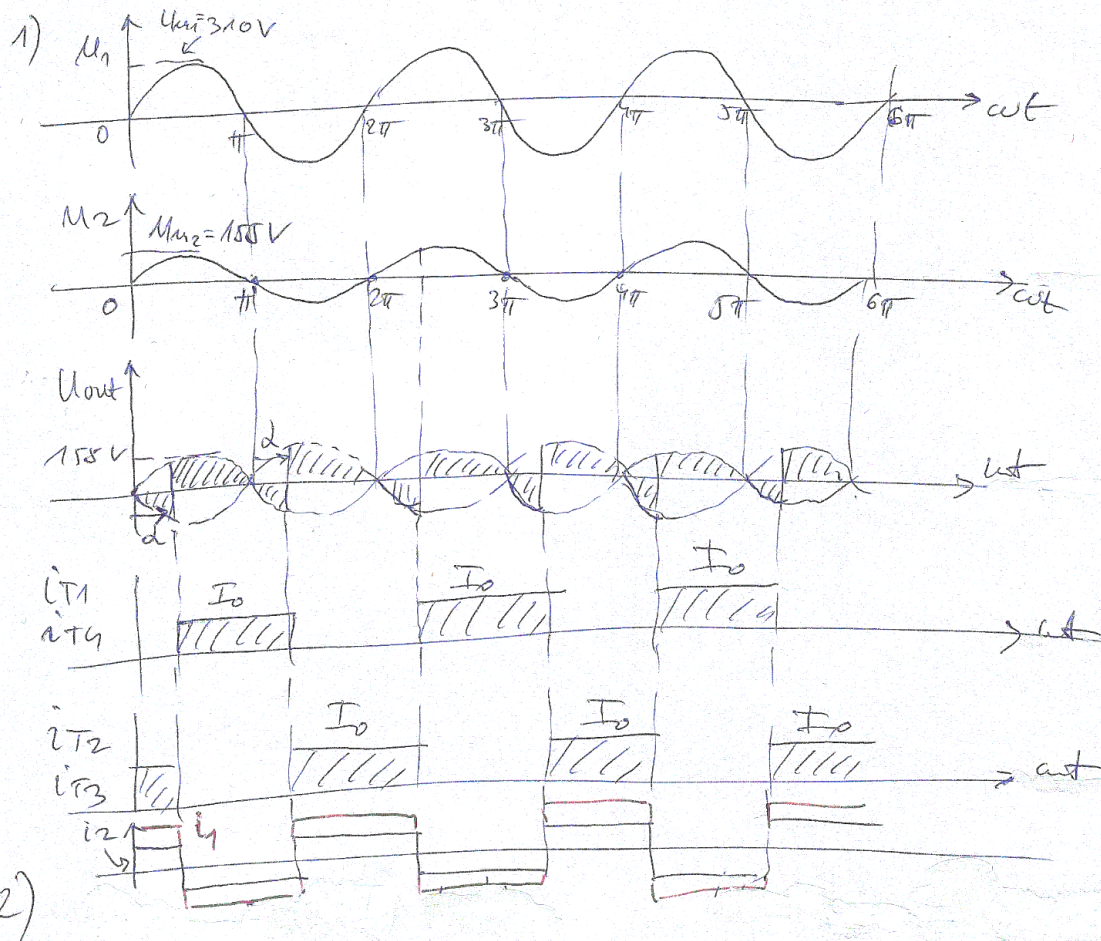 1)
Um1=310V
u1
0 π 2π 3π 4π 5π 6π ωt
u2
Um2=155V
0 π 2π 3π 4π 5π 6π ωt
Uout
155V
α
ωt
α
iT1
iT4
I0 I0 I0
ωt
iT2
iT3
I0 I0 I0
ωt
i2 i1
2)